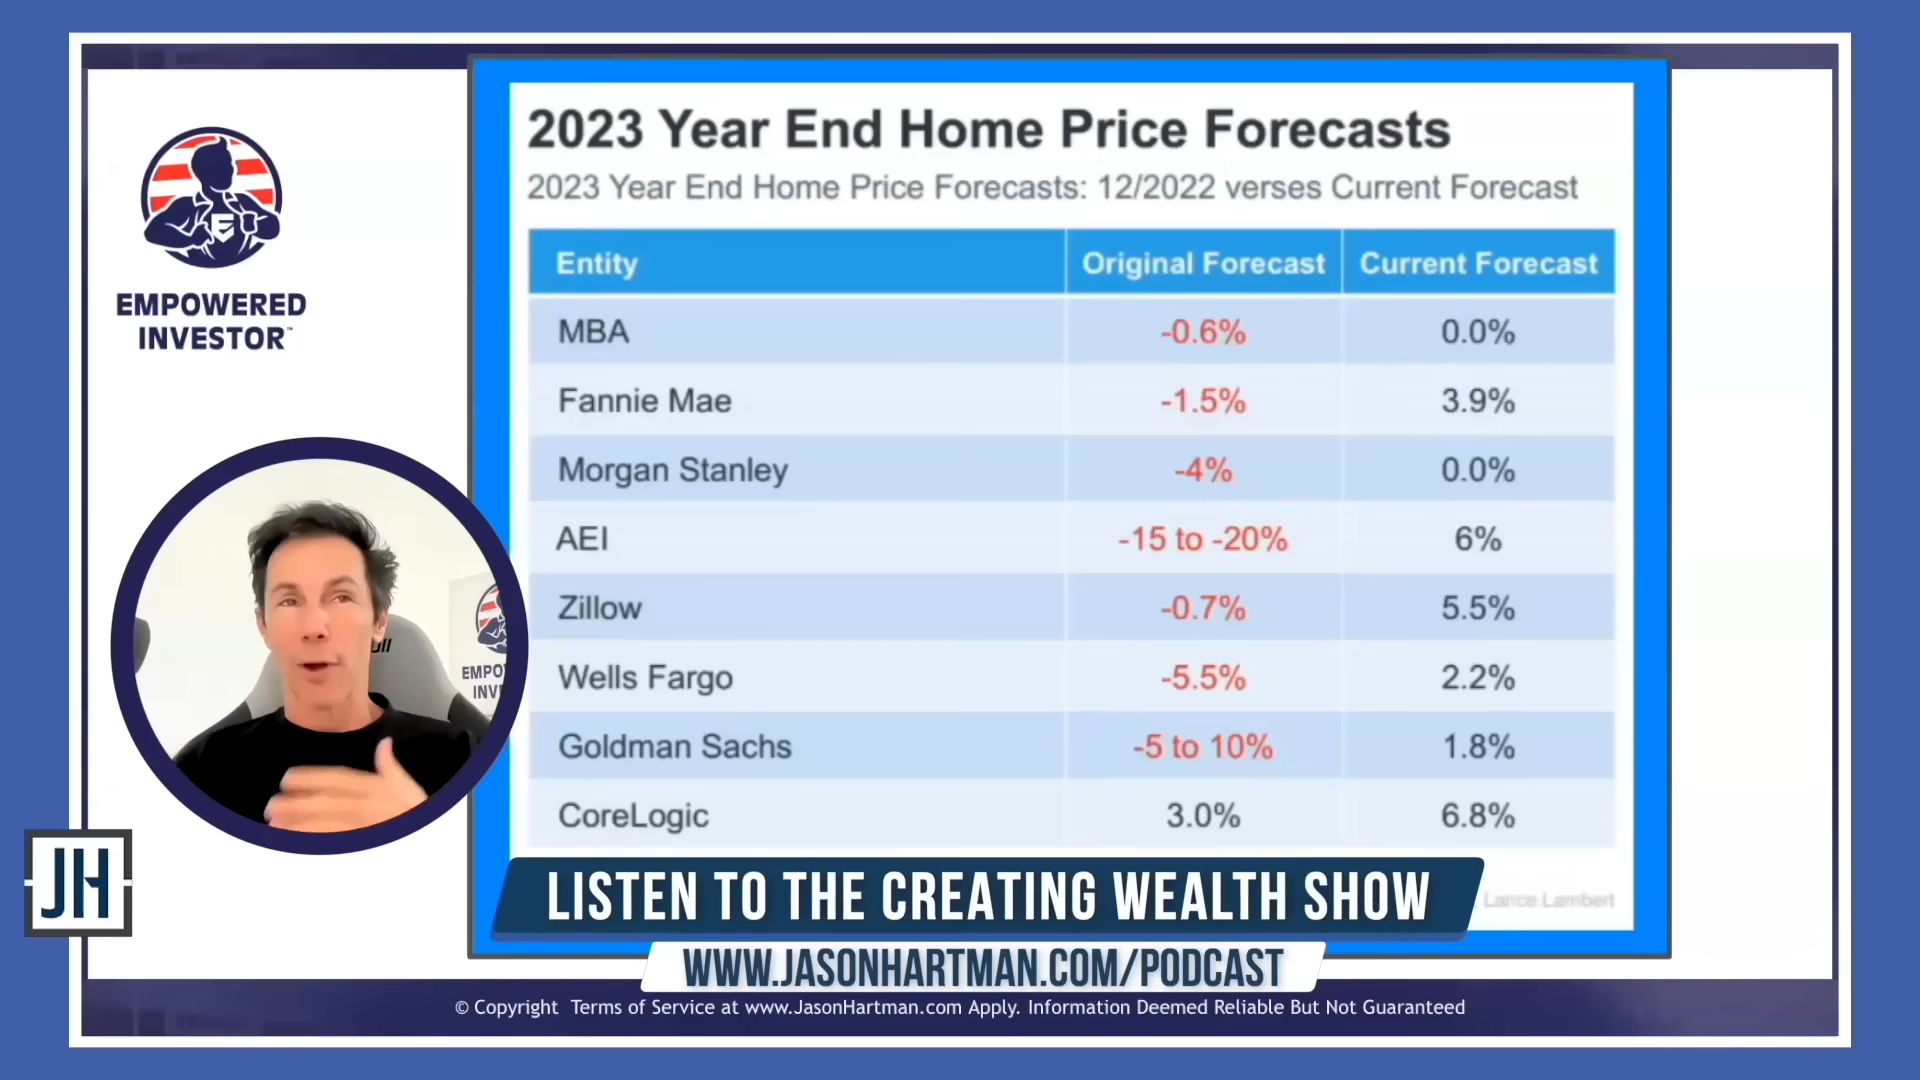 EMPOWERED
INVESTOR™
2023 Year End Home Price Forecasts
2023 Year End Home Price Forecasts: 12/2022 verses Current Forecast
Entity Original Forecast Current Forecast
MBA -0.6% 0.0%
Fannie Mae -1.5% 3.9%
Morgan Stanley -4% 0.0%
AEI -15 to -20% 6%
Zillow -0.7% 5.5%
Wells Fargo -5.5% 2.2%
Goldman Sachs -5 to 10% 1.8%
CoreLogic 3.0% 6.8%
Lance Lambert
EMPO
INV
JH
LISTEN TO THE CREATING WEALTH SHOW
WWW.JASONHARTMAN.COM/PODCAST
© Copyright Terms of Service at www.JasonHartman.com Apply. Information Deemed Reliable But Not Guaranteed